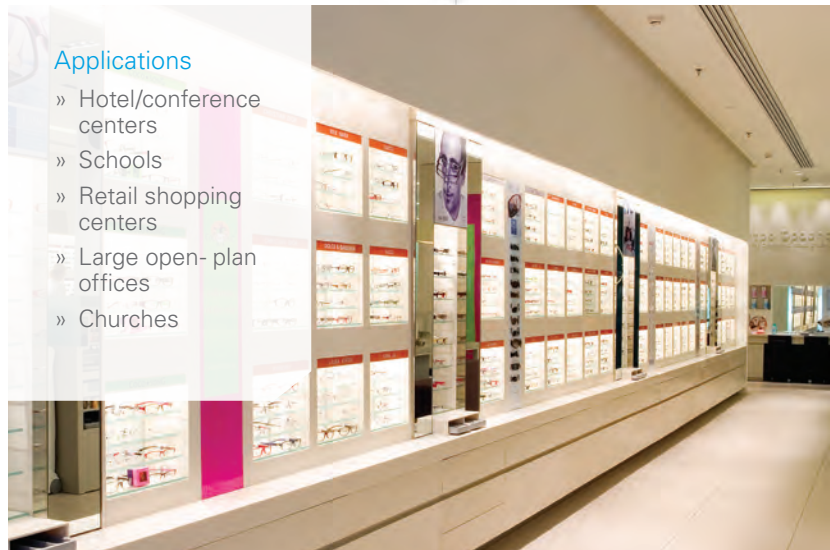 Applications
» Hotel/conference
centers
» Schools
» Retail shopping
centers
» Large open- plan
offices
» Churches